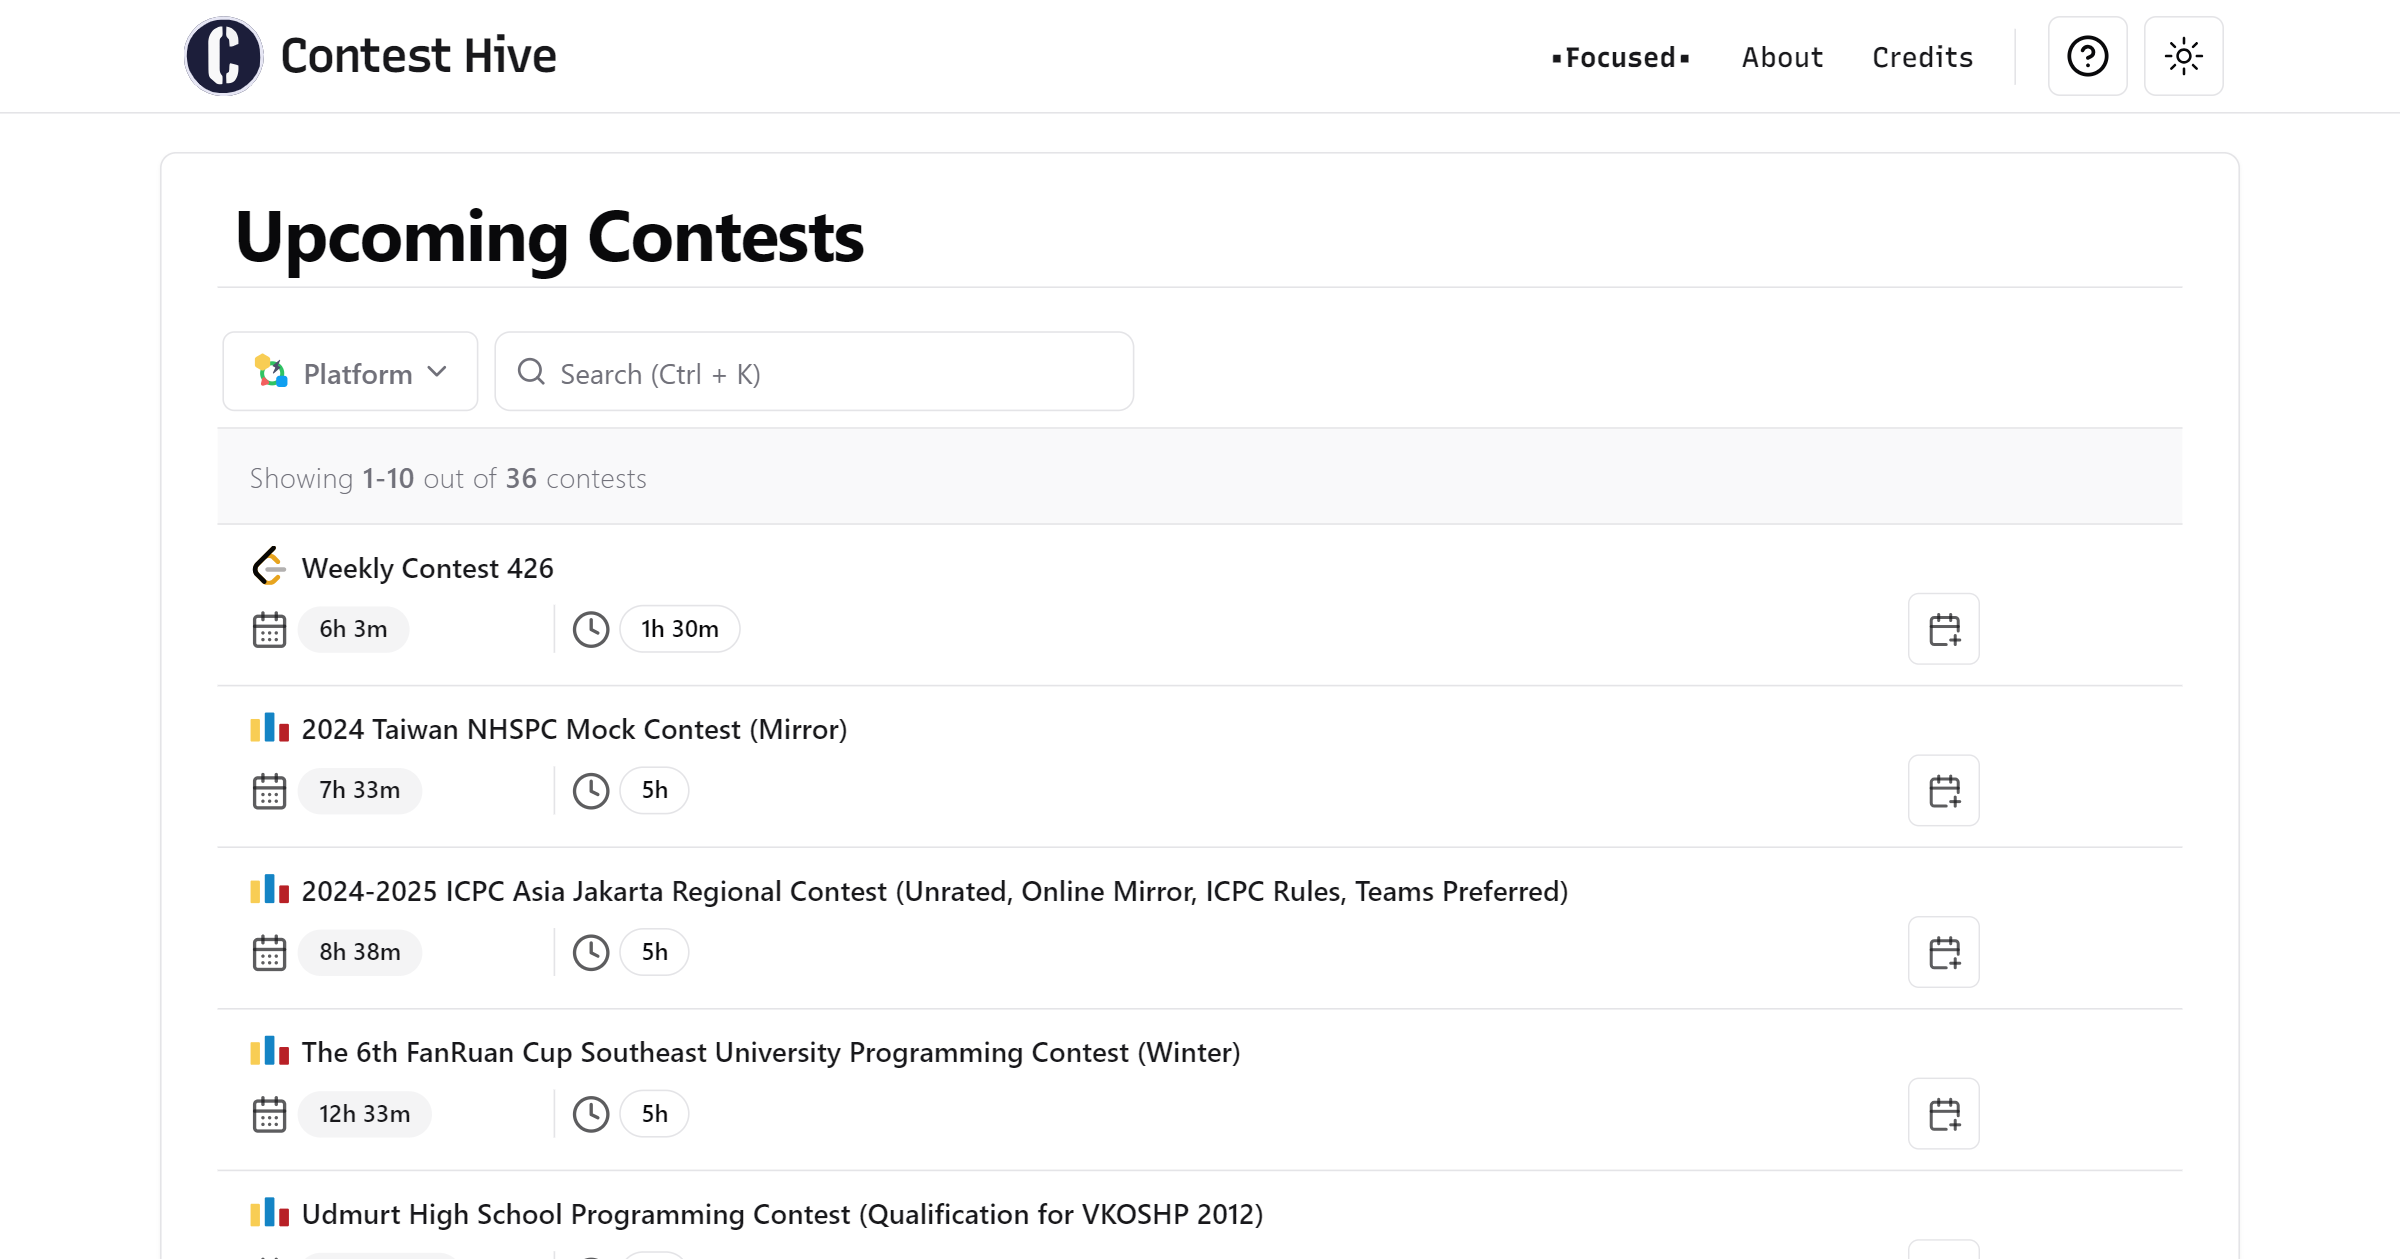 Contest Hive
Focused
About
Credits
Upcoming Contests
Platform
Search (Ctrl + K)
Showing 1-10 out of 36 contests
Weekly Contest 426
6h 3m
1h 30m
2024 Taiwan NHSPC Mock Contest (Mirror)
7h 33m
5h
2024-2025 ICPC Asia Jakarta Regional Contest (Unrated, Online Mirror, ICPC Rules, Teams Preferred)
8h 38m
5h
The 6th FanRuan Cup Southeast University Programming Contest (Winter)
12h 33m
5h
Udmurt High School Programming Contest (Qualification for VKOSHP 2012)